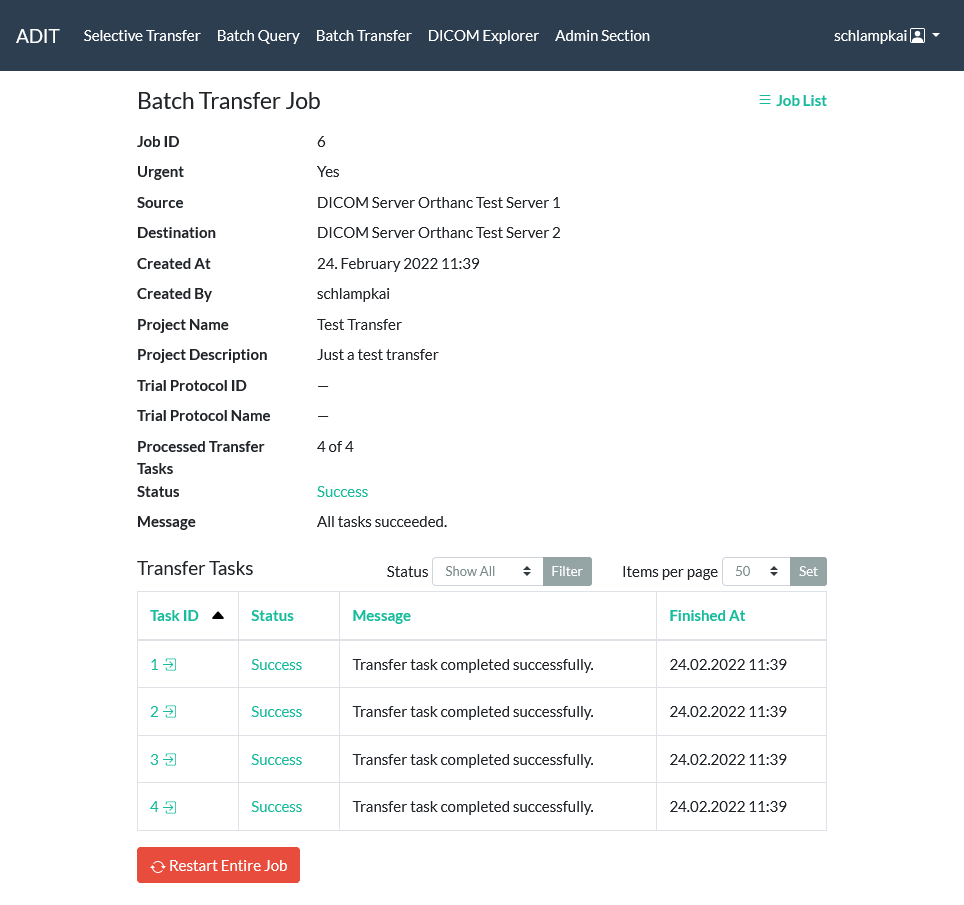 ADIT Selective Transfer Batch Query Batch Transfer DICOM Explorer Admin Section schlampkai
Batch Transfer Job Job List
Job ID 6
Urgent Yes
Source DICOM Server Orthanc Test Server 1
Destination DICOM Server Orthanc Test Server 2
Created At 24. February 2022 11:39
Created By schlampkai
Project Name Test Transfer
Project Description Just a test transfer
Trial Protocol ID —
Trial Protocol Name —
Processed Transfer 4 of 4
Tasks
Status Success
Message All tasks succeeded.
Transfer Tasks Status Show All Filter Items per page 50 Set
Task ID Status Message Finished At
1 Success Transfer task completed successfully. 24.02.2022 11:39
2 Success Transfer task completed successfully. 24.02.2022 11:39
3 Success Transfer task completed successfully. 24.02.2022 11:39
4 Success Transfer task completed successfully. 24.02.2022 11:39
Restart Entire Job